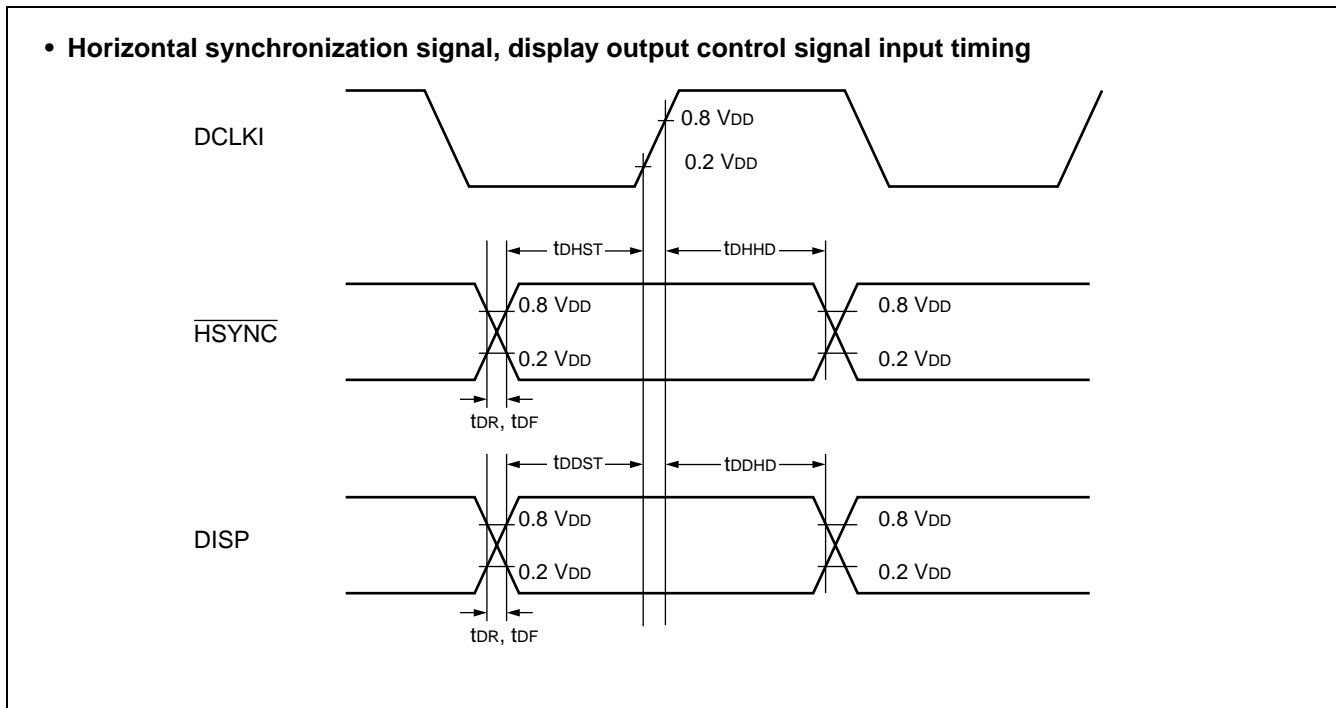 • Horizontal synchronization signal, display output control signal input timing
DCLKI
0.8 VDD
0.2 VDD
tDHST
tDHHD
HSYNC
0.8 VDD
0.8 VDD
0.2 VDD
0.2 VDD
tDR, tDF
tDDST
tDDHD
DISP
0.8 VDD
0.8 VDD
0.2 VDD
0.2 VDD
tDR, tDF